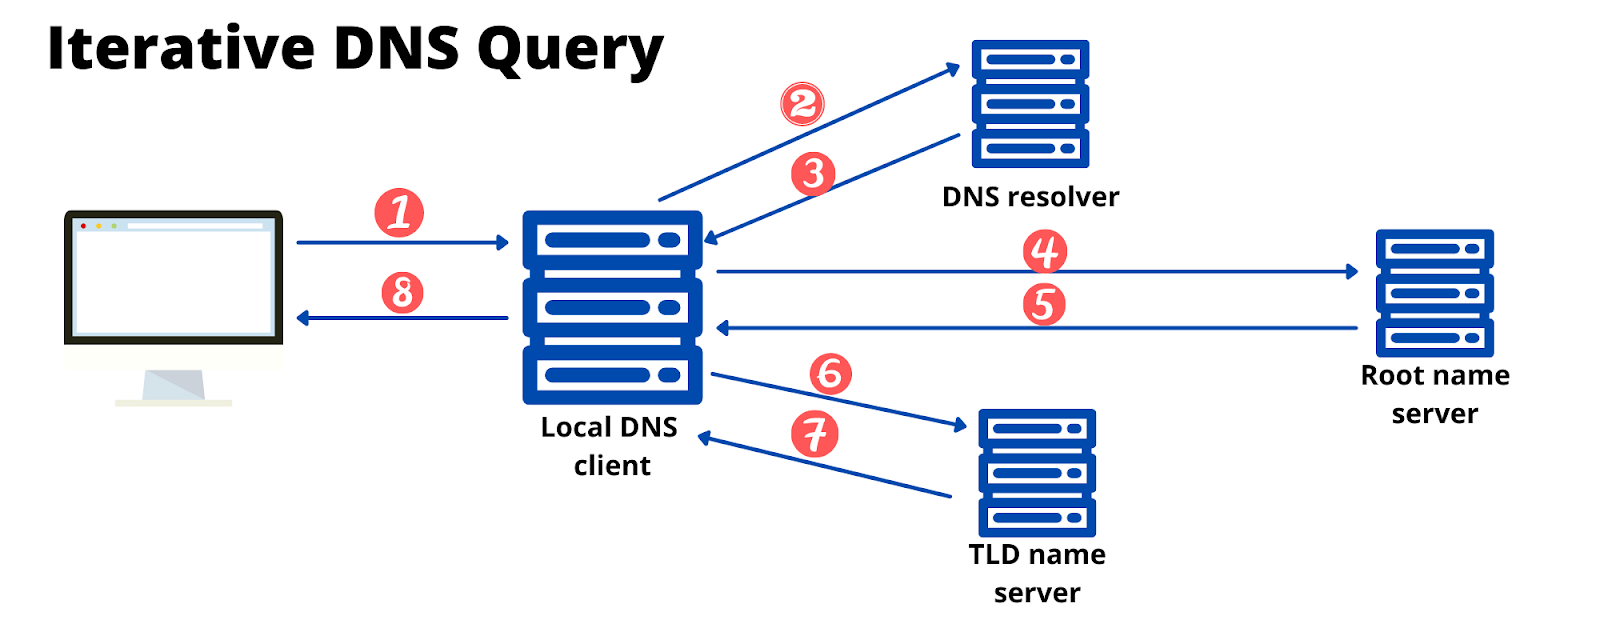 Iterative DNS Query
2
3
DNS resolver
1
4
8
5
Root name
server
6
Local DNS
client
7
TLD name
server